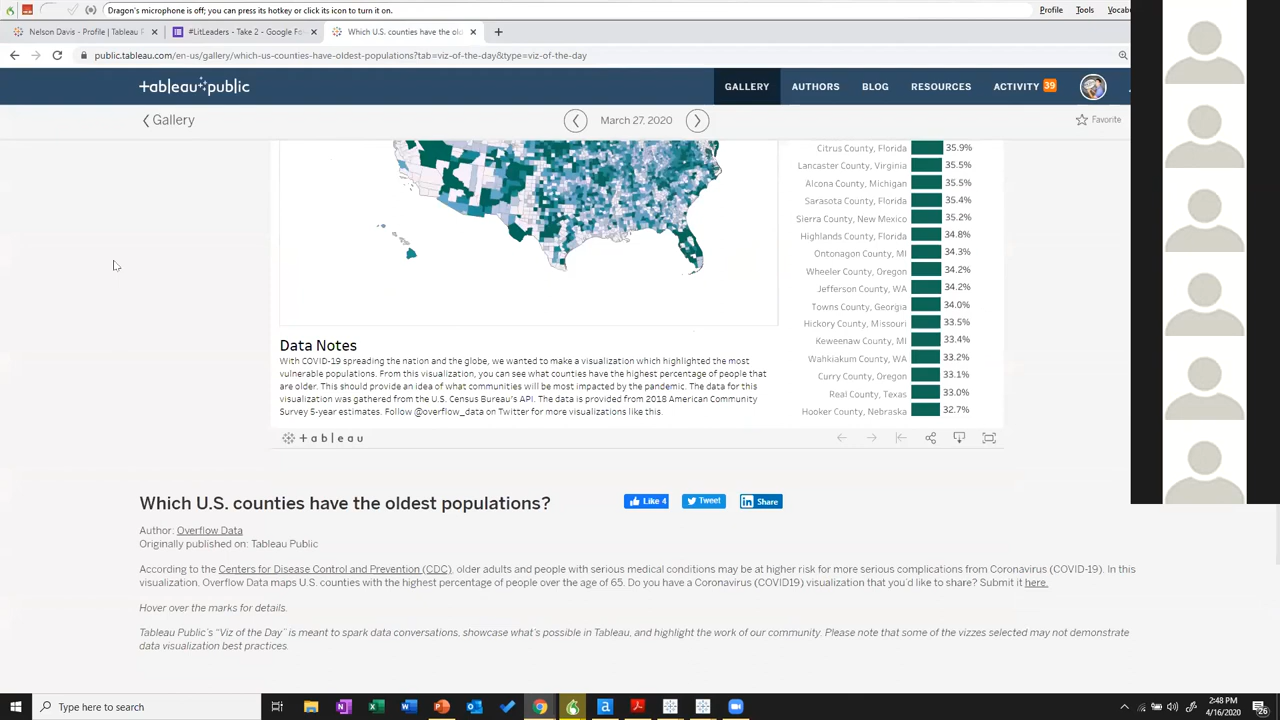 Dragon's microphone is off; you can press its hotkey or click its icon to turn it on.
Profile Tools Vocabu
Nelson Davis - Profile | Tableau
#LitLeaders - Take 2 - Google Fo
Which U.S. counties have the old
public.tableau.com/en-us/gallery/which-us-counties-have-oldest-populations?tab=viz-of-the-day&type=viz-of-the-day
+ableau public
GALLERY AUTHORS BLOG RESOURCES ACTIVITY 39
Gallery
March 27, 2020
Favorite
Citrus County, Florida 35.9%
Lancaster County, Virginia 35.5%
Alcona County, Michigan 35.5%
Sarasota County, Florida 35.4%
Sierra County, New Mexico 35.2%
Highlands County, Florida 34.8%
Ontonagon County, MI 34.3%
Wheeler County, Oregon 34.2%
Jefferson County, WA 34.2%
Towns County, Georgia 34.0%
Hickory County, Missouri 33.5%
Keweenaw County, MI 33.4%
Wahkiakum County, WA 33.2%
Curry County, Oregon 33.1%
Real County, Texas 33.0%
Hooker County, Nebraska 32.7%
Data Notes
With COVID-19 spreading the nation and the globe, we wanted to make a visualization which highlighted the most
vulnerable populations. From this visualization, you can see what counties have the highest percentage of people that
are older. This should provide an idea of what communities will be most impacted by the pandemic. The data for this
visualization was gathered from the U.S. Census Bureau's API. The data is provided from 2018 American Community
Survey 5-year estimates. Follow @overflow_data on Twitter for more visualizations like this.
+ableau
Which U.S. counties have the oldest populations?
Like 4
Tweet
Share
Author: Overflow Data
Originally published on: Tableau Public
According to the Centers for Disease Control and Prevention (CDC), older adults and people with serious medical conditions may be at higher risk for more serious complications from Coronavirus (COVID-19). In this
visualization. Overflow Data maps U.S. counties with the highest percentage of people over the age of 65. Do you have a Coronavirus (COVID19) visualization that you'd like to share? Submit it here.
Hover over the marks for details.
Tableau Public's "Viz of the Day" is meant to spark data conversations, showcase what's possible in Tableau, and highlight the work of our community. Please note that some of the vizzes selected may not demonstrate
data visualization best practices.
Type here to search
2:48 PM
4/16/2020
26